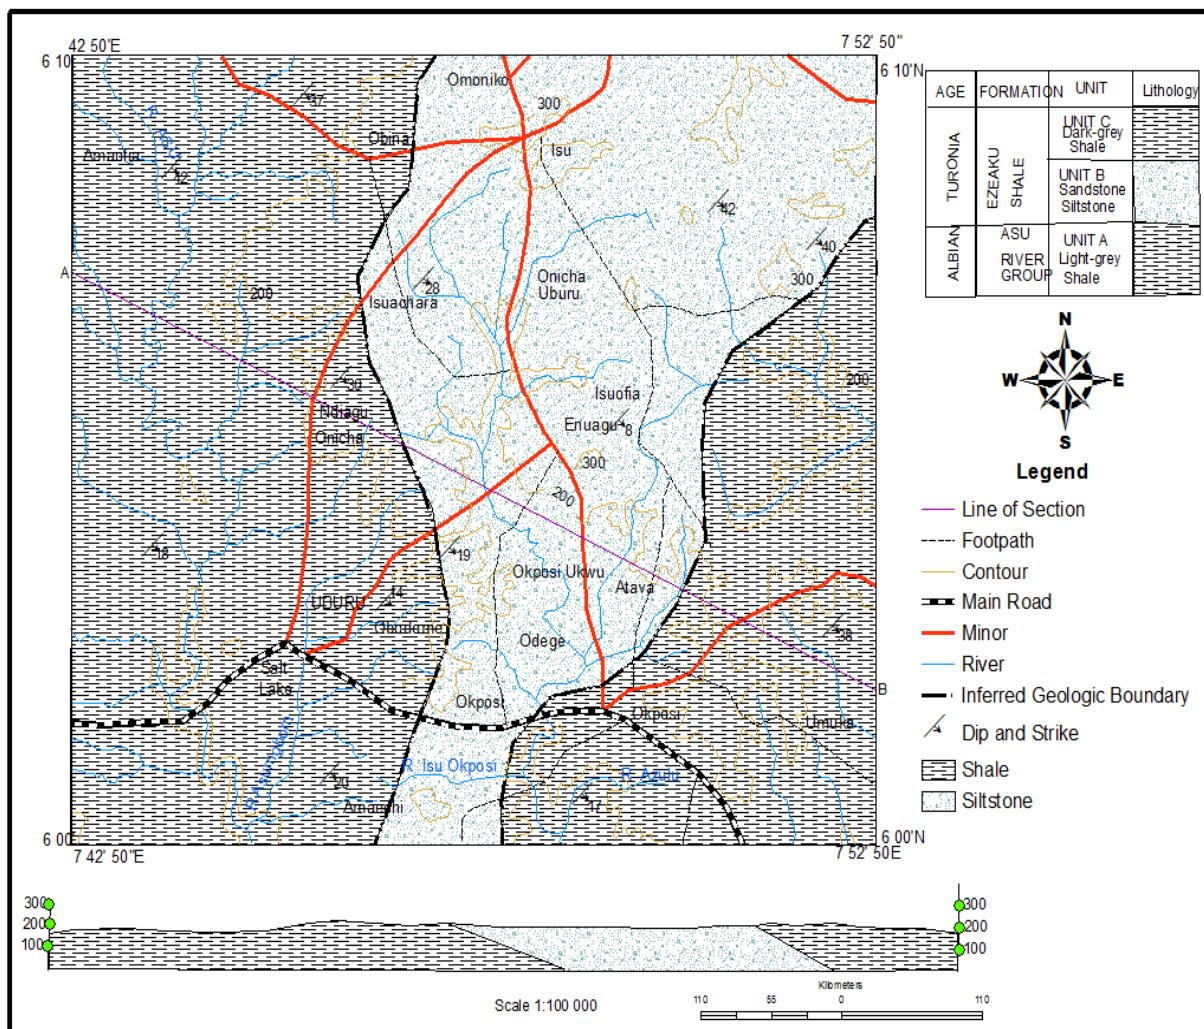 42 50'E
7 52' 50"
6 10'
6 10'N
Omoniko
300
37
Obina
Isu
42
42
40
A
28
Onicha
Uburu
300
200
Isuachara
30
200
Isuofia
Ndiagu
Onicha
Enuagu
8
300
200
18
19
Okposi Ukwu
Atava
14
UBURU
Obudome
Odege
38
Salt
Lake
B
Okposi
Okposi
Umuka
R Isu Okposi
R Azulu
20
17
6 00'
6 00'N
7 42' 50"E
7 52' 50E
AGE FORMATION UNIT Lithology
TURONIA
EZEAKU
SHALE
UNIT C
Dark-grey
Shale
UNIT B
Sandstone
Siltstone
ALBIAN
ASU
RIVER
GROUP
UNIT A
Light-grey
Shale
N
W E
S
Legend
Line of Section
Footpath
Contour
Main Road
Minor
River
Inferred Geologic Boundary
Dip and Strike
Shale
Siltstone
300
200
100
300
200
100
Scale 1:100 000
Kilometers
110 55 0 110